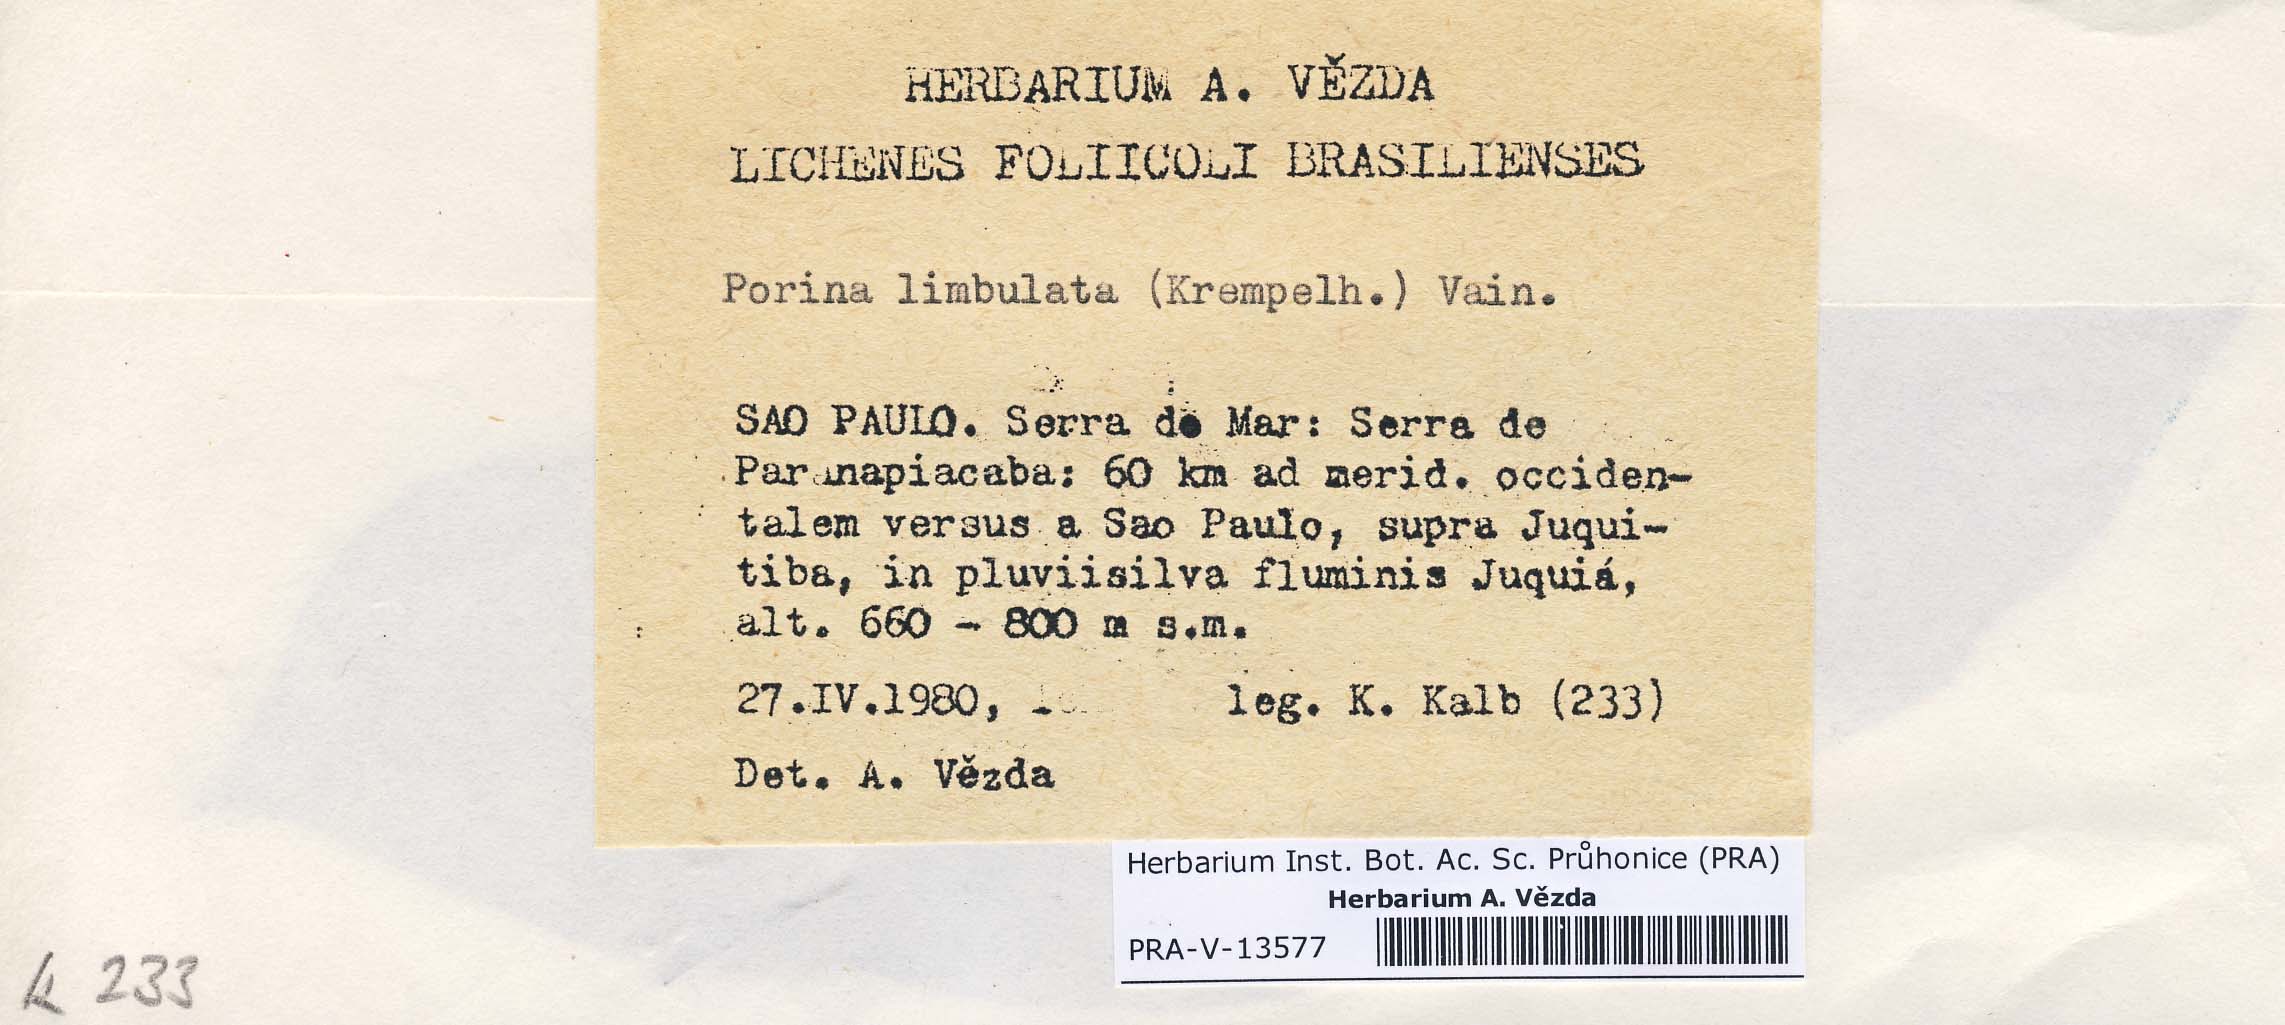 HERBARIUM A. VĚZDA
LICHENES FOLIICOLI BRASILIENSES
Porina limbulata (Krempelh.) Vain.
SAO PAULO. Serra do Mar: Serra de
Paranapiacaba: 60 km ad merid. occiden-
talem versus a Sao Paulo, supra Juqui-
tiba, in pluviisilva fluminis Juquiá,
alt. 660 - 800 m s.m.
27.IV.1980, leg. K. Kalb (233)
Det. A. Vězda
Herbarium Inst. Bot. Ac. Sc. Průhonice (PRA)
Herbarium A. Vězda
PRA-V-13577
K 233